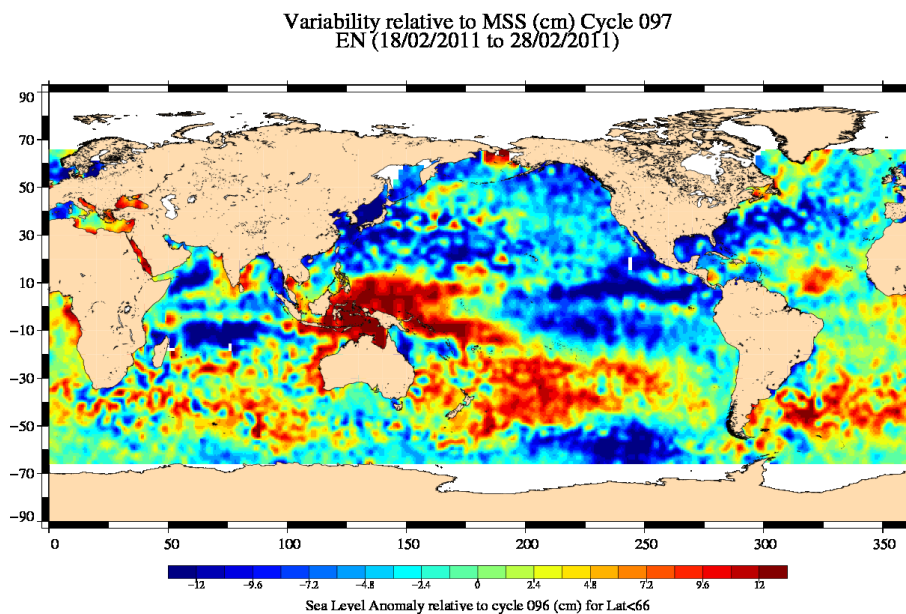 Variability relative to MSS (cm) Cycle 097
EN (18/02/2011 to 28/02/2011)
90
70
50
30
10
−10
−30
−50
−70
−90
0 50 100 150 200 250 300 350
−12 −9.6 −7.2 −4.8 −2.4 0 2.4 4.8 7.2 9.6 12
Sea Level Anomaly relative to cycle 096 (cm) for Lat<66